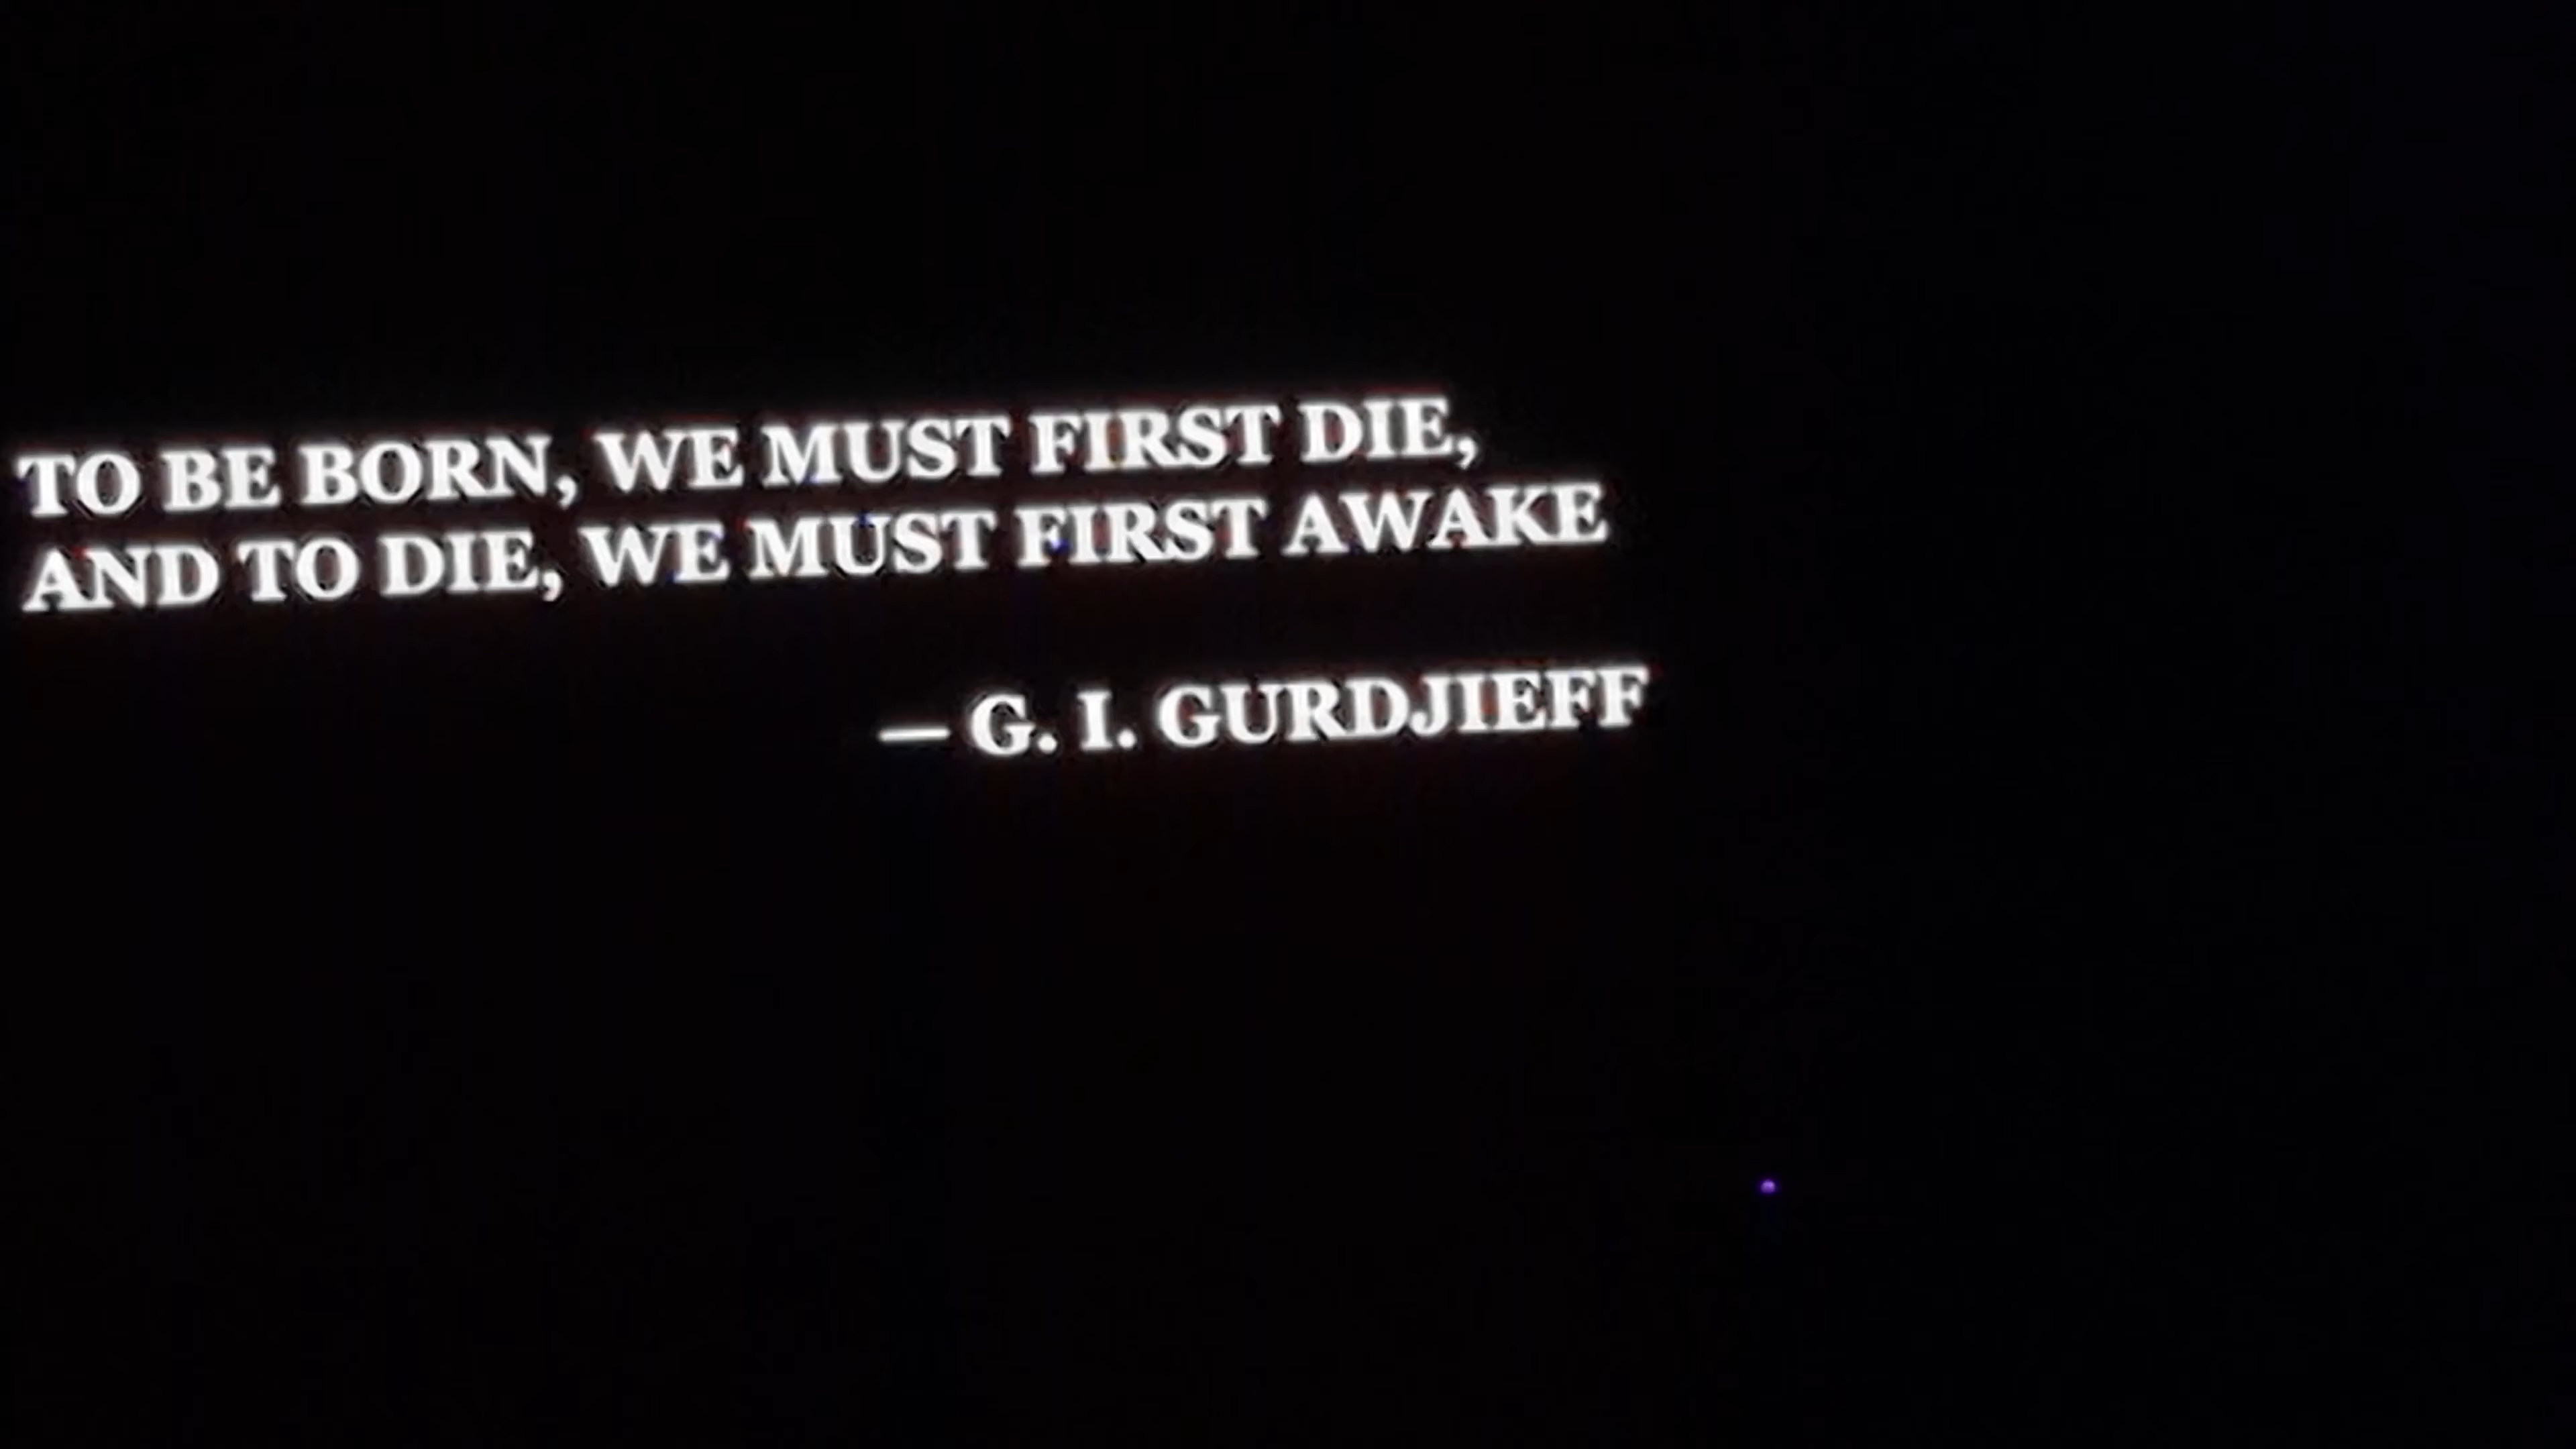 TO BE BORN, WE MUST FIRST DIE,
AND TO DIE, WE MUST FIRST AWAKE
— G. I. GURDJIEFF